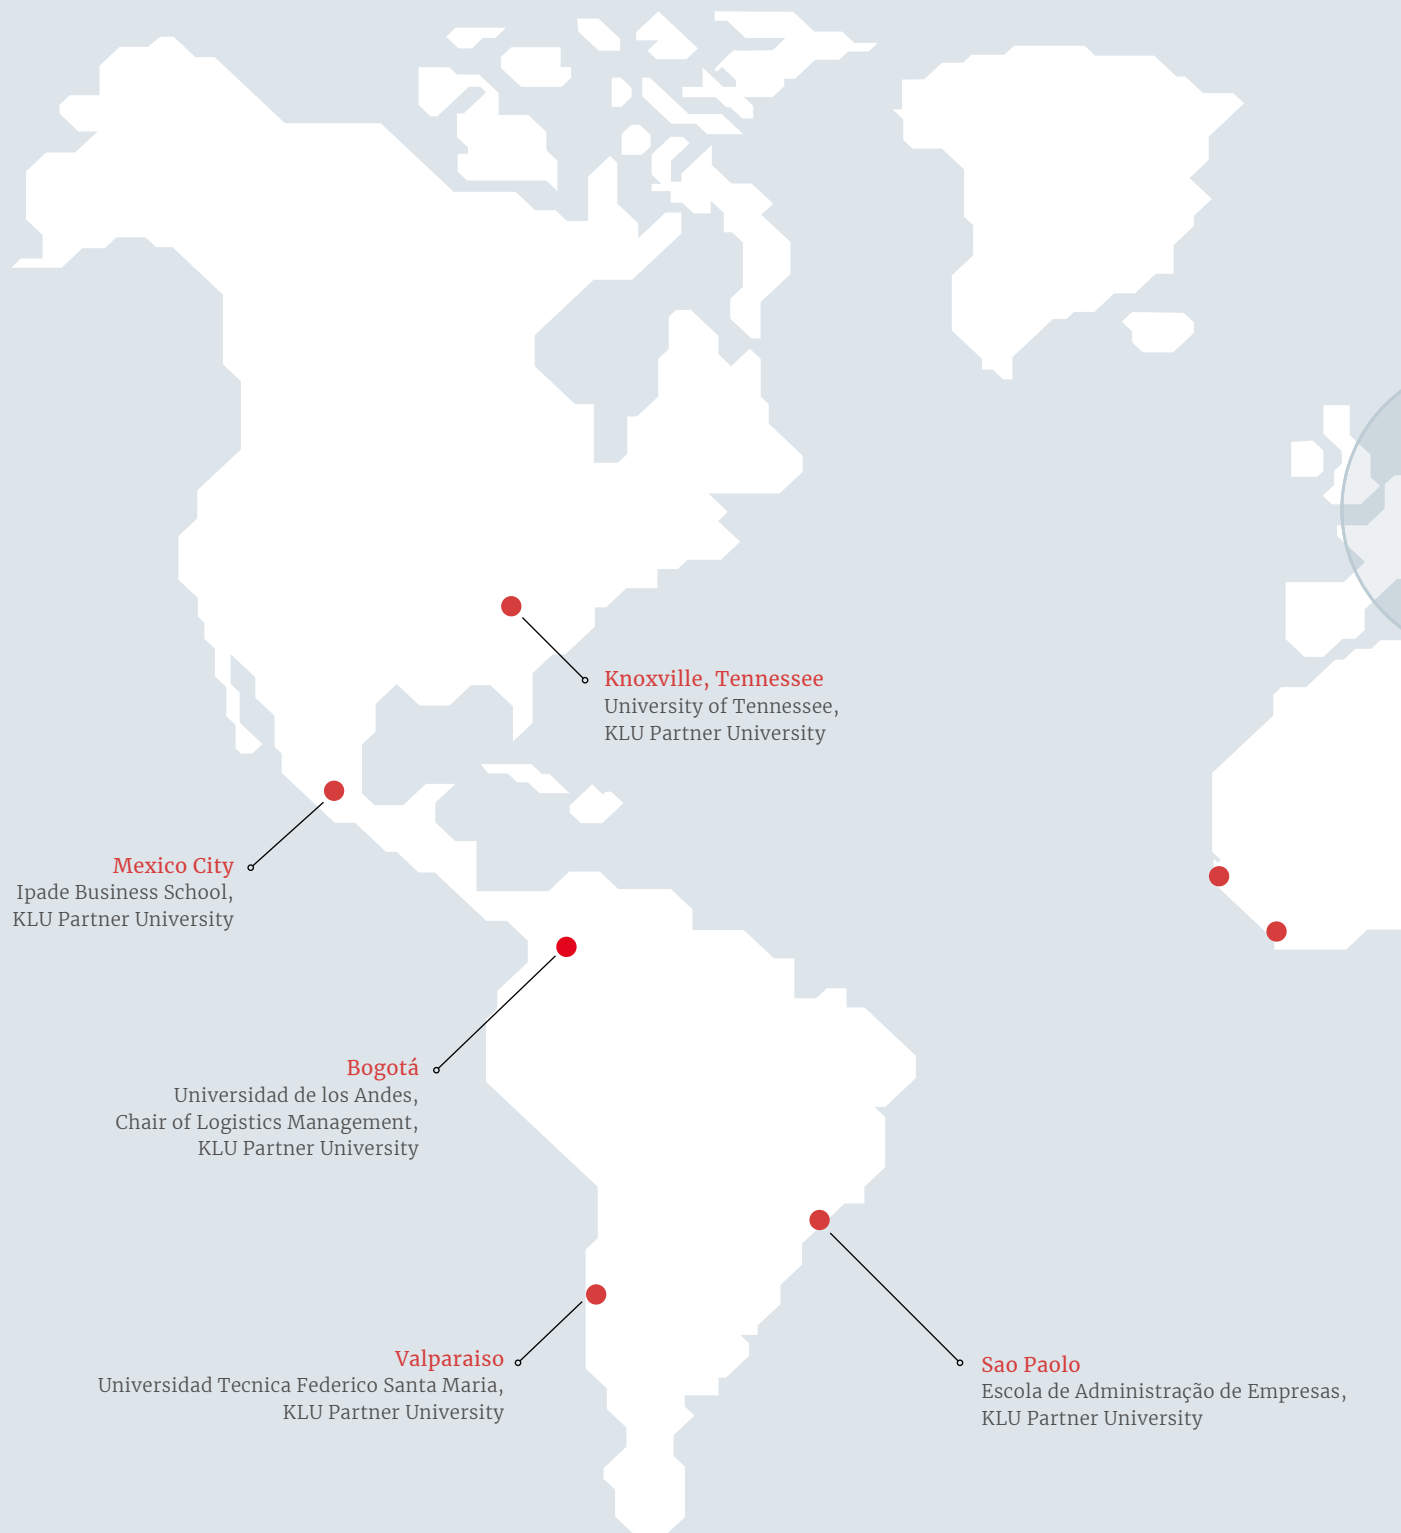 Knoxville, Tennessee
University of Tennessee,
KLU Partner University
Mexico City
Ipade Business School,
KLU Partner University
Bogotá
Universidad de los Andes,
Chair of Logistics Management,
KLU Partner University
Valparaiso
Universidad Tecnica Federico Santa Maria,
KLU Partner University
Sao Paolo
Escola de Administração de Empresas,
KLU Partner University